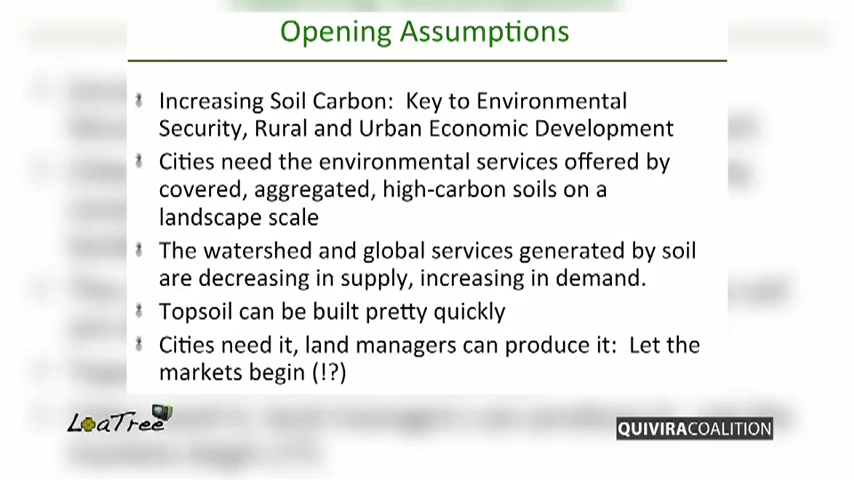 Opening Assumptions
Increasing Soil Carbon: Key to Environmental
Security, Rural and Urban Economic Development
Cities need the environmental services offered by
covered, aggregated, high-carbon soils on a
landscape scale
The watershed and global services generated by soil
are decreasing in supply, increasing in demand.
Topsoil can be built pretty quickly
Cities need it, land managers can produce it: Let the
markets begin (!?)
LoaTree
QUIVIRACOALITION